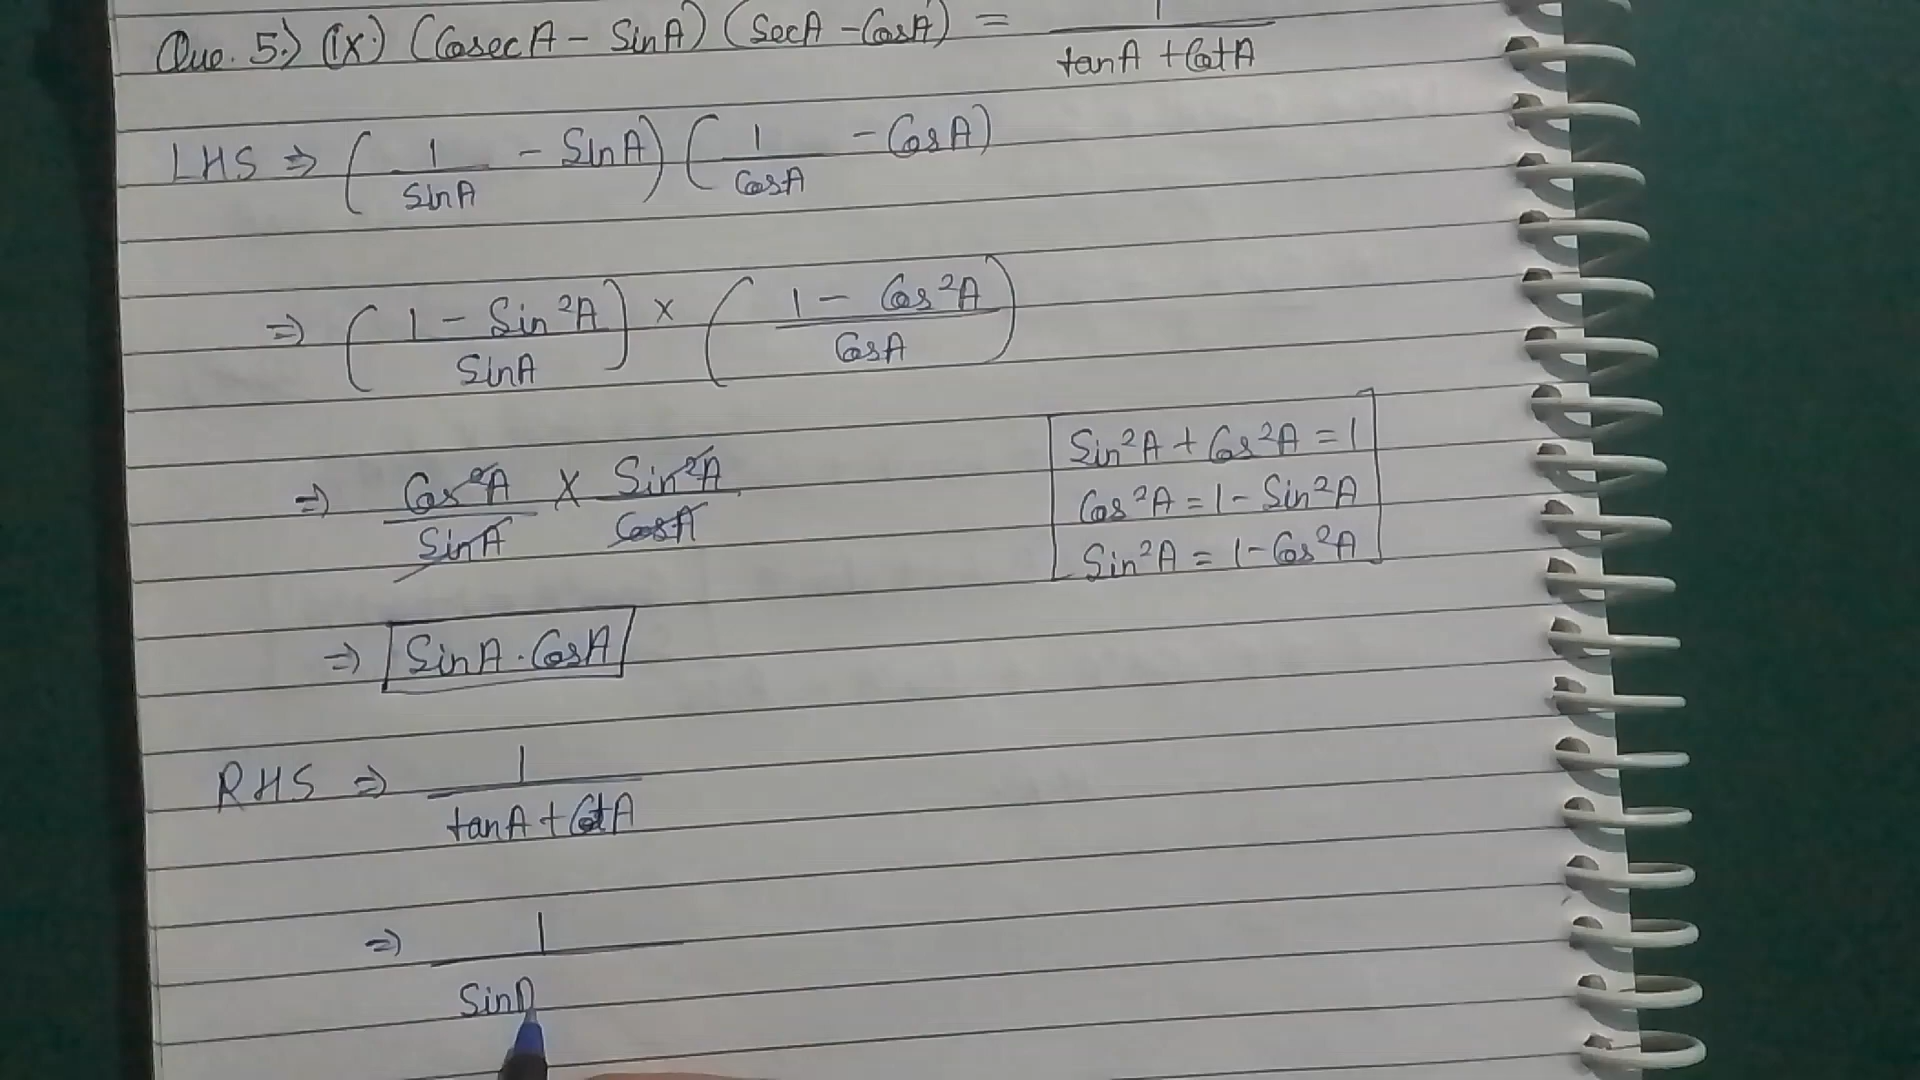 Que. 5.) (ix.) (CosecA - SinA) (SecA - CosA) = 1/(tanA + CotA)
LHS ⇒ (1/SinA - SinA) (1/CosA - CosA)
⇒ ((1 - Sin²A)/SinA) × ((1 - Cos²A)/CosA)
⇒ Cos²A/SinA × Sin²A/CosA
Sin²A + Cos²A = 1
Cos²A = 1 - Sin²A
Sin²A = 1 - Cos²A
⇒ SinA · CosA
RHS ⇒ 1/(tanA + CotA)
⇒ 1/SinA